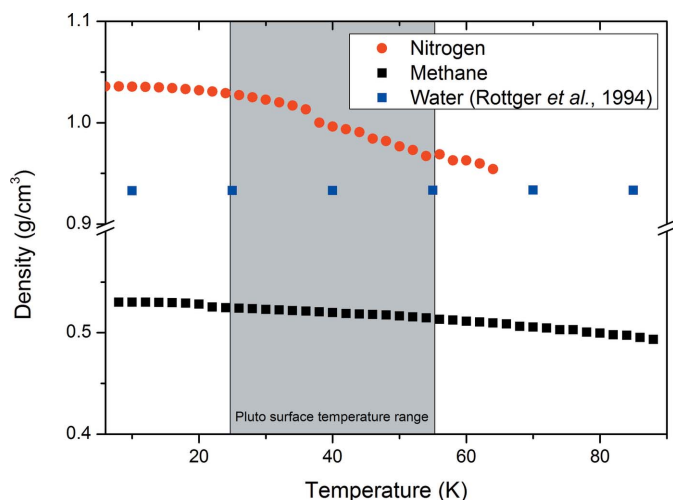 Nitrogen
Methane
Water (Rottger et al., 1994)
1.1
1.0
0.9
0.5
0.4
Density (g/cm³)
Pluto surface temperature range
20
40
60
80
Temperature (K)